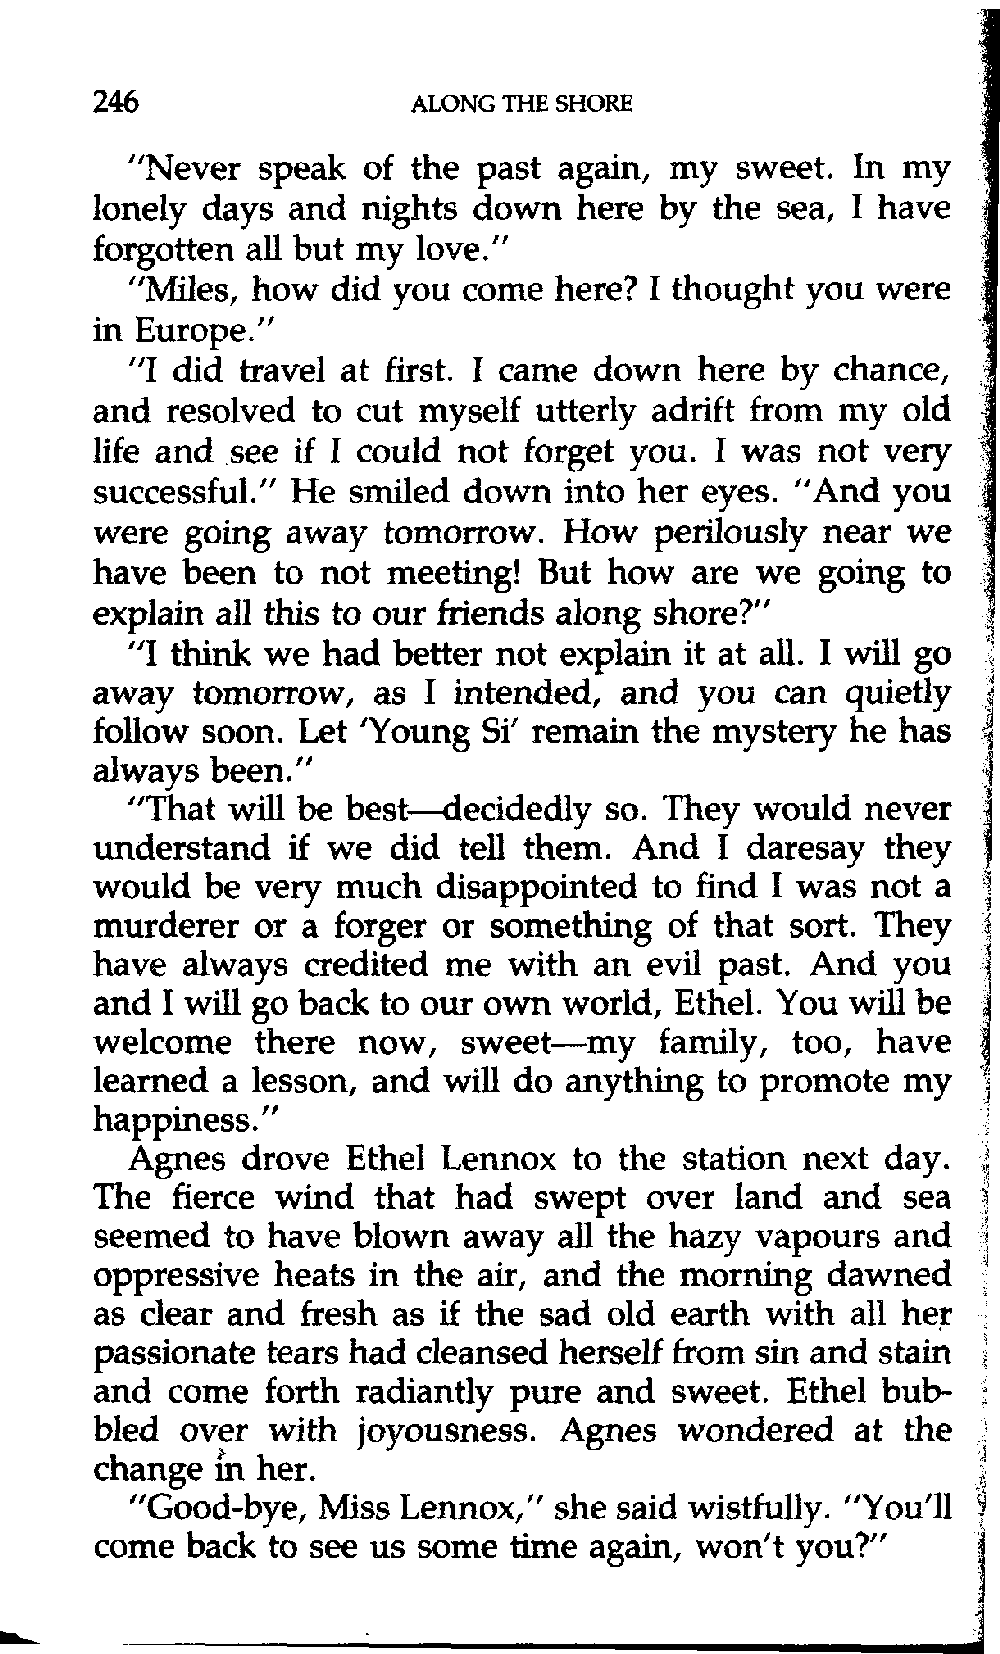 246 ALONG THE SHORE
"Never speak of the past again, my sweet. In my
lonely days and nights down here by the sea, I have
forgotten all but my love."
"Miles, how did you come here? I thought you were
in Europe."
"I did travel at first. I came down here by chance,
and resolved to cut myself utterly adrift from my old
life and see if I could not forget you. I was not very
successful." He smiled down into her eyes. "And you
were going away tomorrow. How perilously near we
have been to not meeting! But how are we going to
explain all this to our friends along shore?"
"I think we had better not explain it at all. I will go
away tomorrow, as I intended, and you can quietly
follow soon. Let 'Young Si' remain the mystery he has
always been."
"That will be best—decidedly so. They would never
understand if we did tell them. And I daresay they
would be very much disappointed to find I was not a
murderer or a forger or something of that sort. They
have always credited me with an evil past. And you
and I will go back to our own world, Ethel. You will be
welcome there now, sweet—my family, too, have
learned a lesson, and will do anything to promote my
happiness."
Agnes drove Ethel Lennox to the station next day.
The fierce wind that had swept over land and sea
seemed to have blown away all the hazy vapours and
oppressive heats in the air, and the morning dawned
as clear and fresh as if the sad old earth with all her
passionate tears had cleansed herself from sin and stain
and come forth radiantly pure and sweet. Ethel bub-
bled over with joyousness. Agnes wondered at the
change in her.
"Good-bye, Miss Lennox," she said wistfully. "You'll
come back to see us some time again, won't you?"